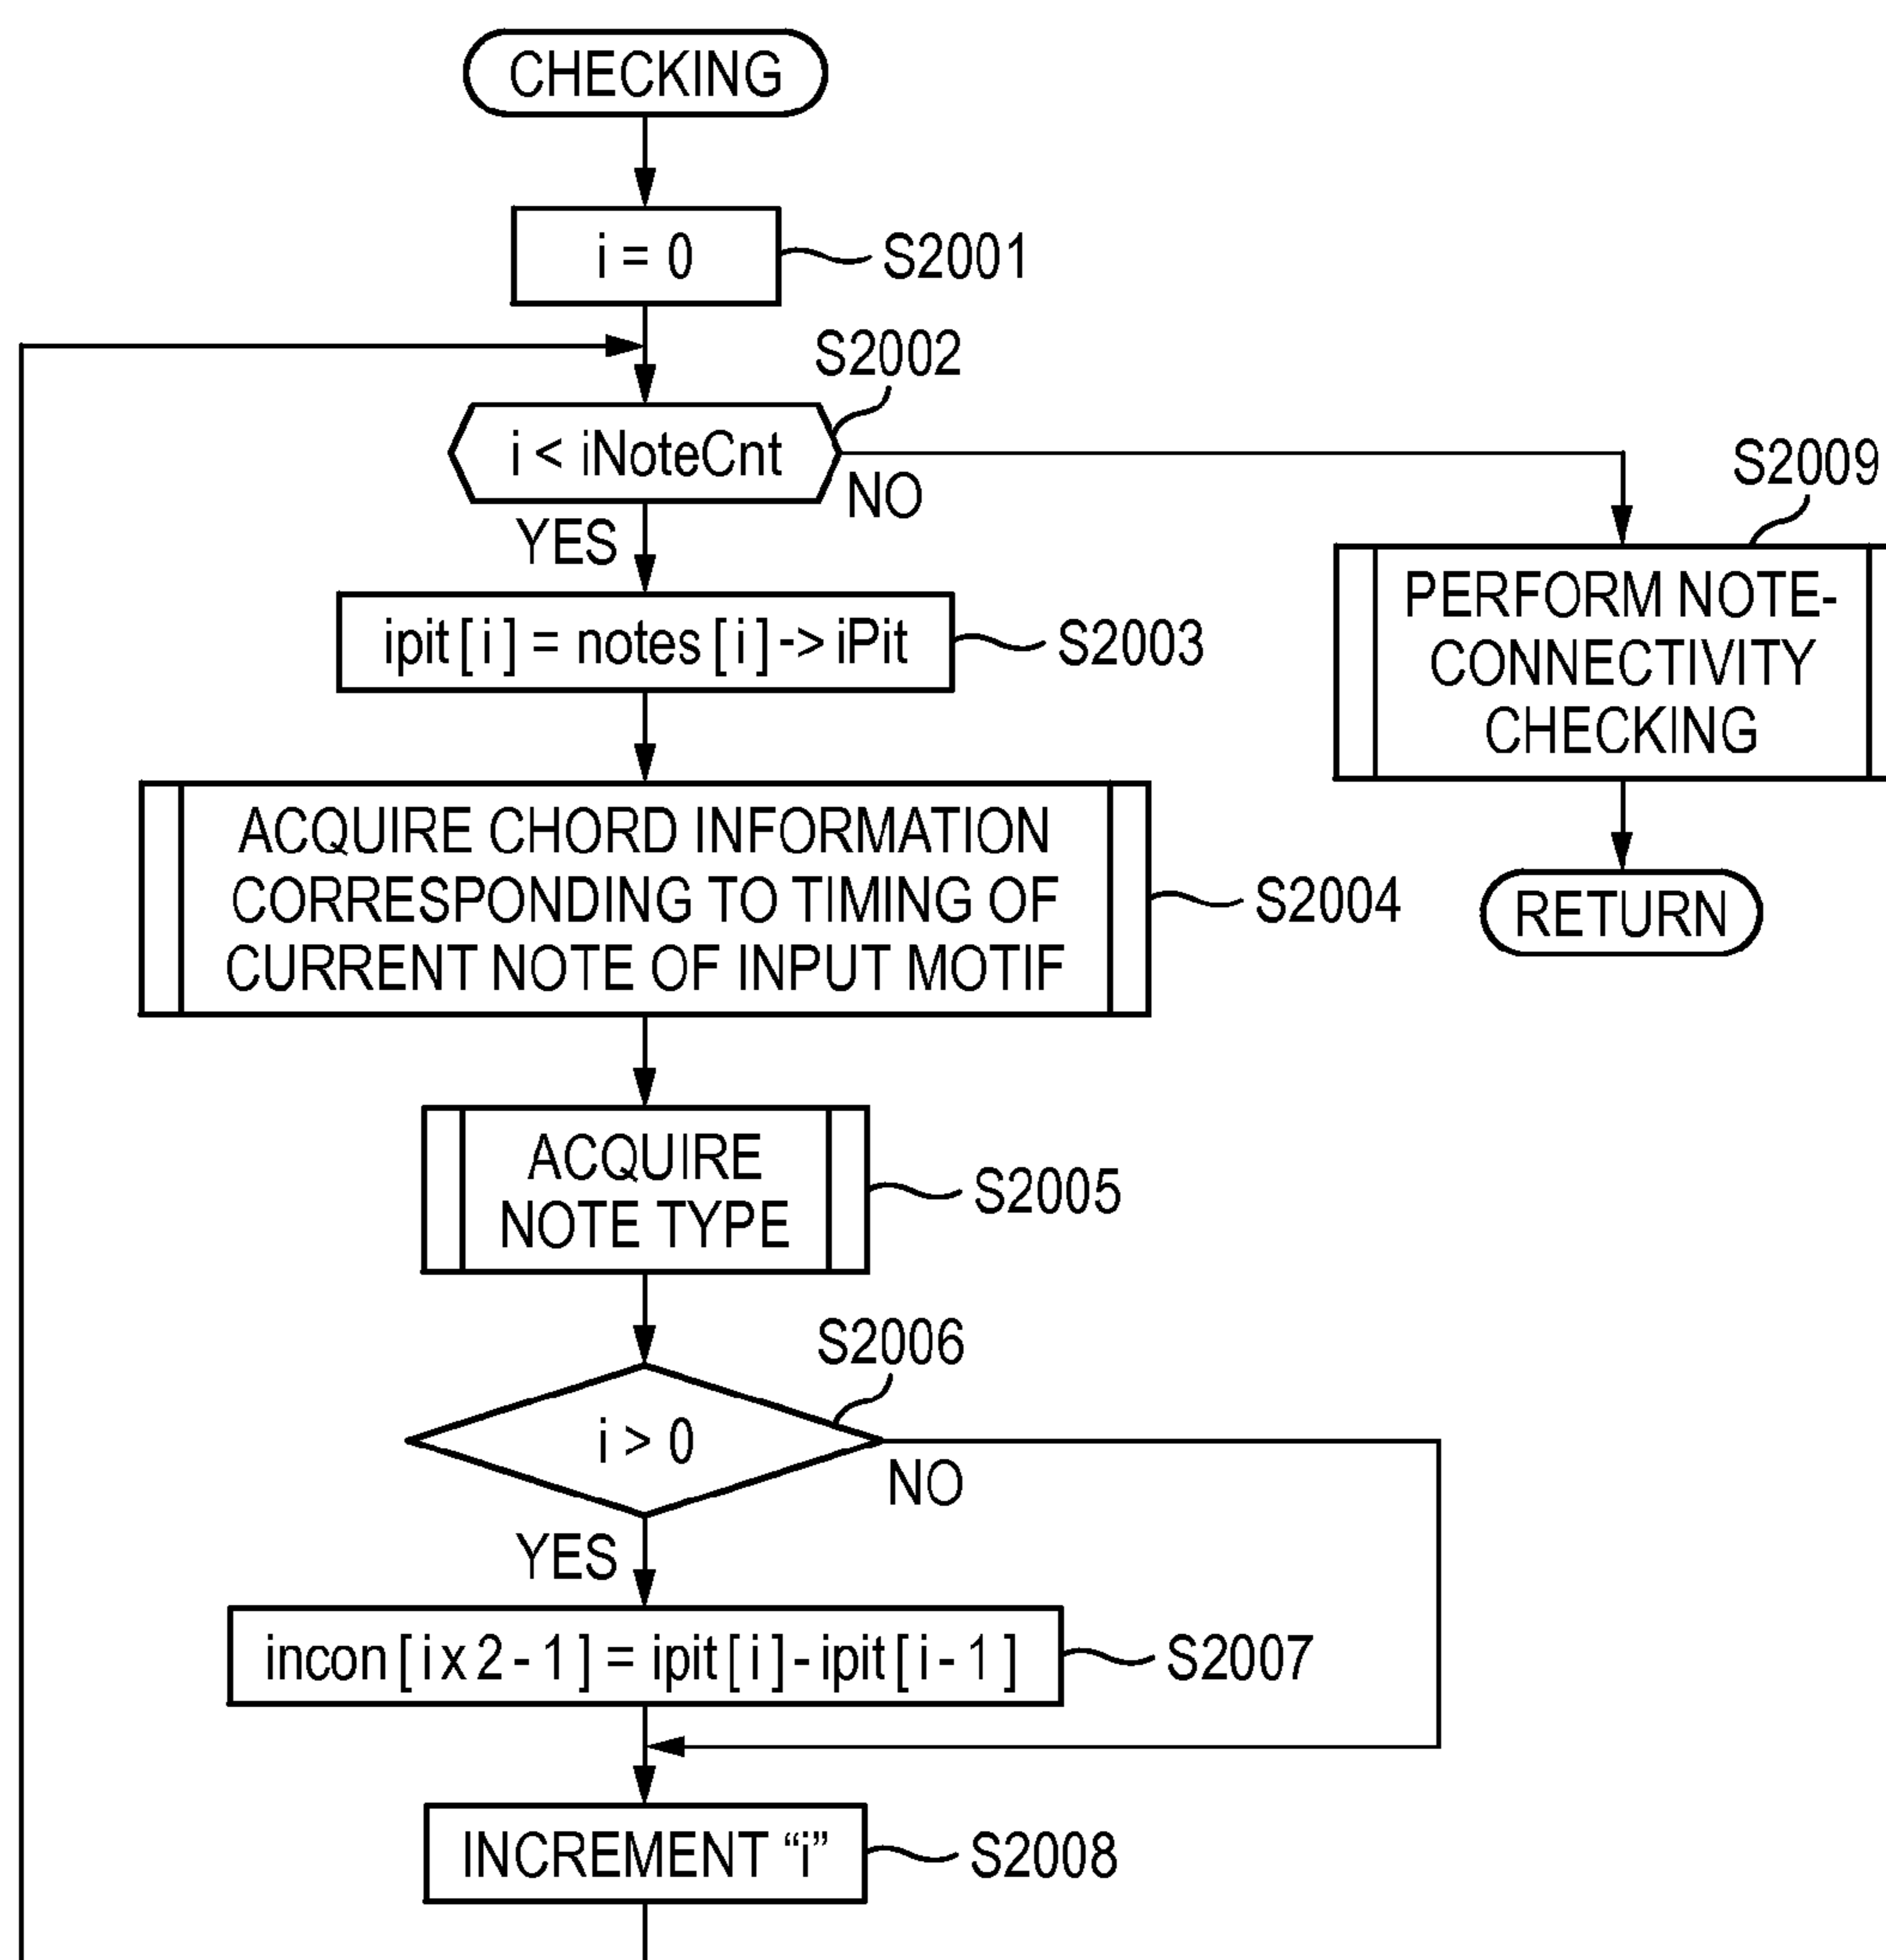 CHECKING
i = 0
S2001
S2002
i < iNoteCnt
NO
YES
S2009
ipit [ i ] = notes [ i ] -> iPit
S2003
PERFORM NOTE-
CONNECTIVITY
CHECKING
ACQUIRE CHORD INFORMATION
CORRESPONDING TO TIMING OF
CURRENT NOTE OF INPUT MOTIF
S2004
RETURN
ACQUIRE
NOTE TYPE
S2005
S2006
i > 0
NO
YES
incon [ i x 2 - 1 ] = ipit [ i ] - ipit [ i - 1 ]
S2007
INCREMENT “i”
S2008